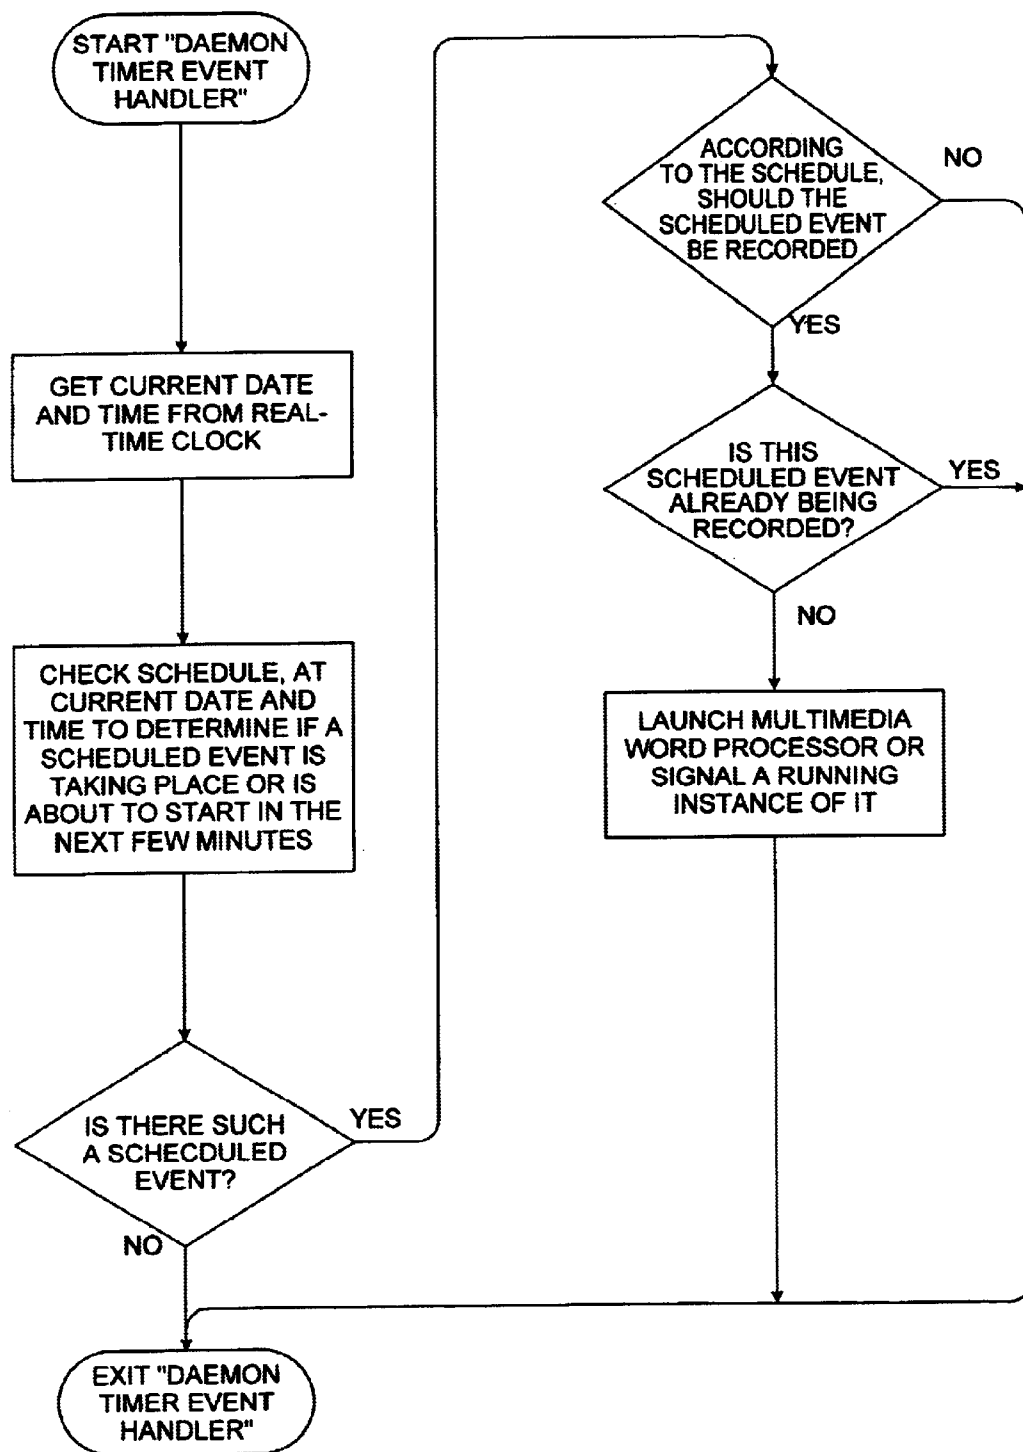 START "DAEMON
TIMER EVENT
HANDLER"
GET CURRENT DATE
AND TIME FROM REAL-
TIME CLOCK
CHECK SCHEDULE, AT
CURRENT DATE AND
TIME TO DETERMINE IF A
SCHEDULED EVENT IS
TAKING PLACE OR IS
ABOUT TO START IN THE
NEXT FEW MINUTES
IS THERE SUCH
A SCHECDULED
EVENT?
YES
NO
EXIT "DAEMON
TIMER EVENT
HANDLER"
ACCORDING
TO THE SCHEDULE,
SHOULD THE
SCHEDULED EVENT
BE RECORDED
NO
YES
IS THIS
SCHEDULED EVENT
ALREADY BEING
RECORDED?
YES
NO
LAUNCH MULTIMEDIA
WORD PROCESSOR OR
SIGNAL A RUNNING
INSTANCE OF IT